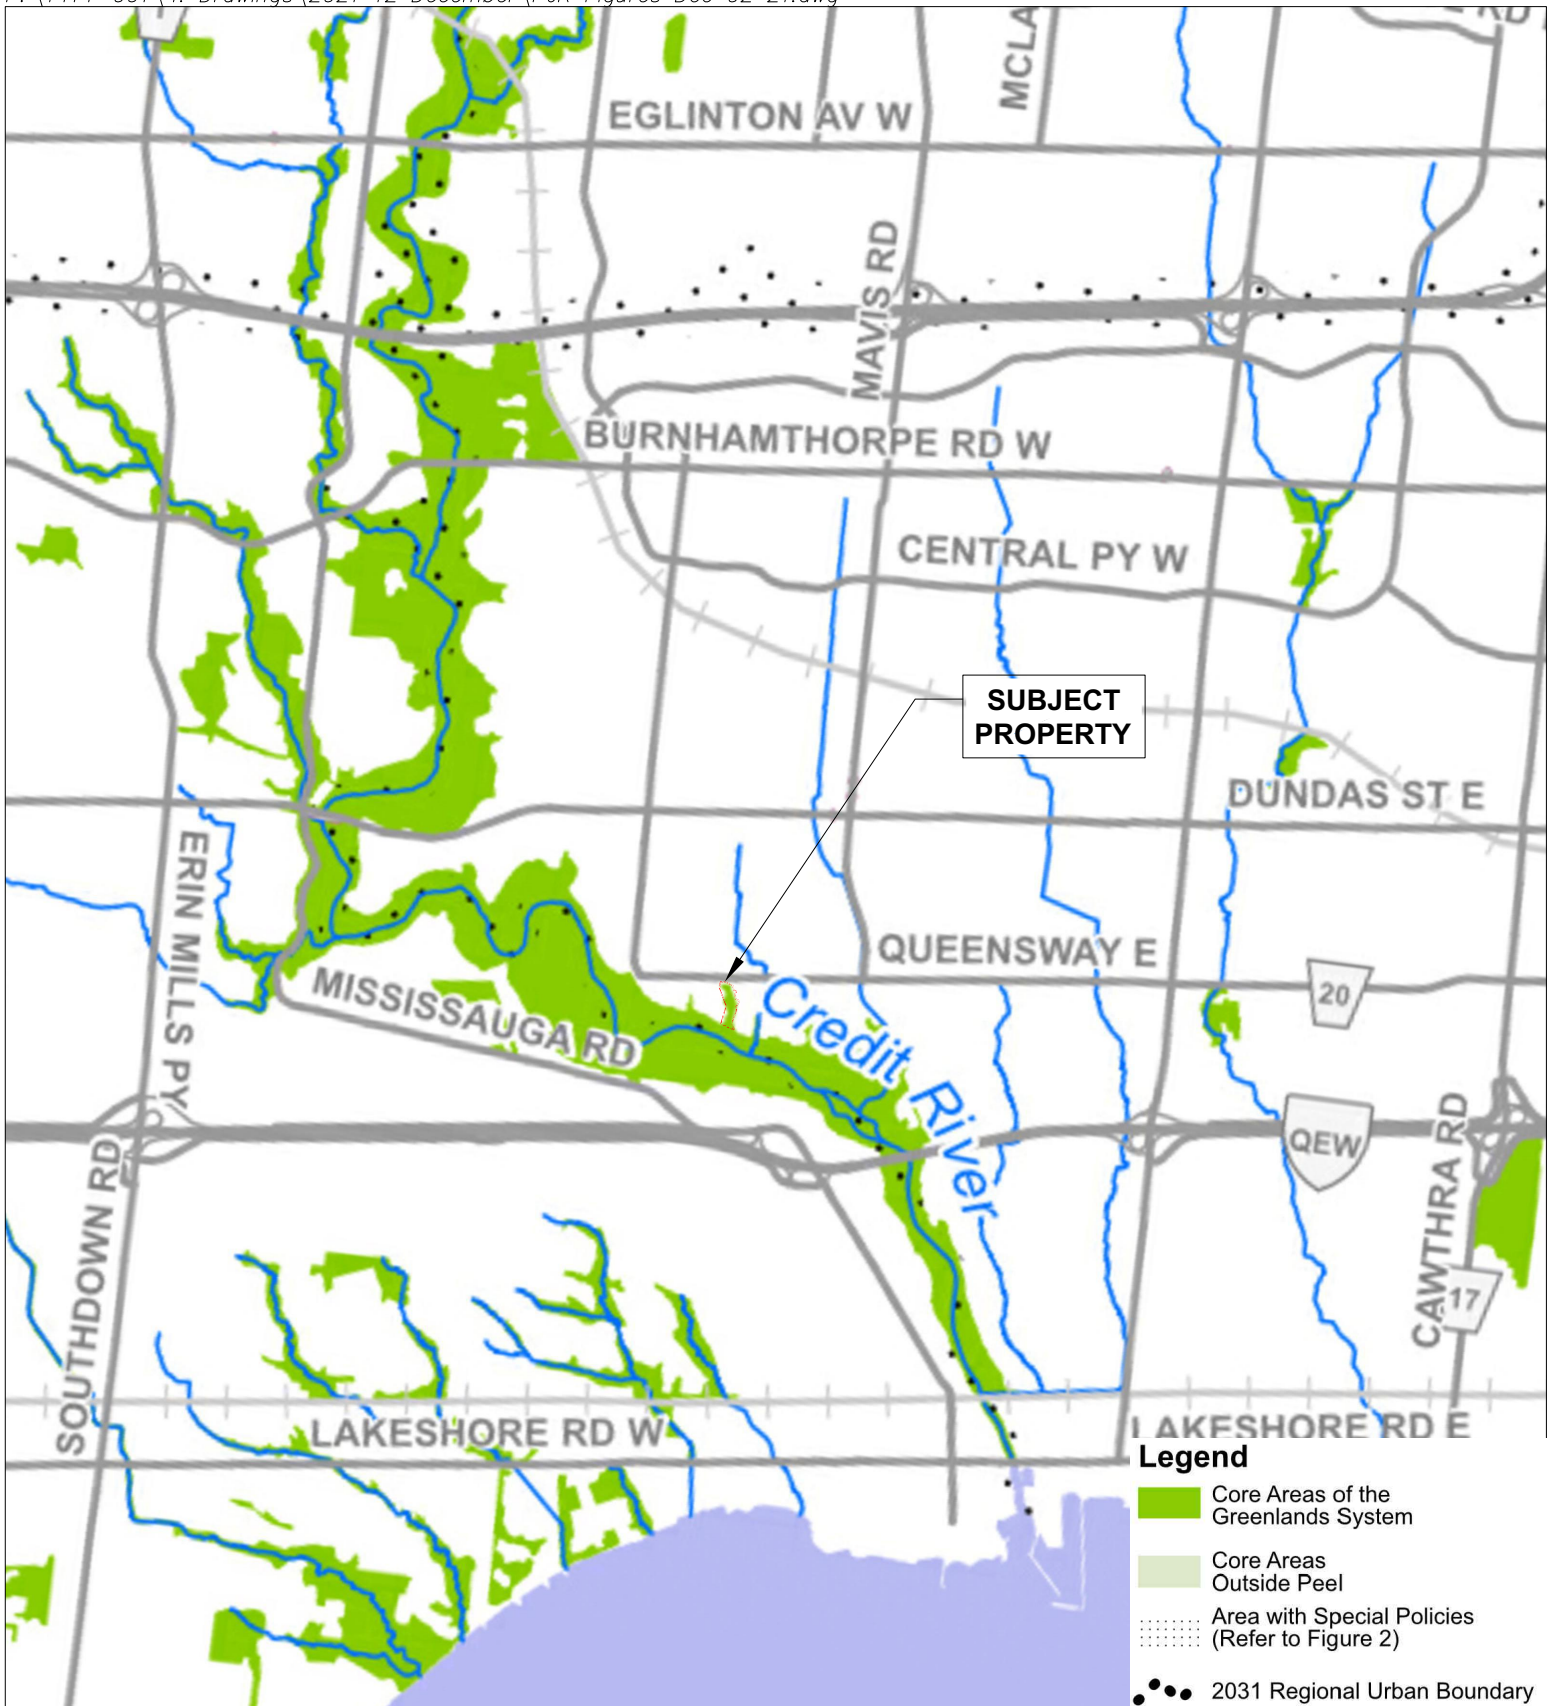 EGLINTON AV W
MCLA
RD
MAVIS RD
BURNHAMTHORPE RD W
CENTRAL PY W
SUBJECT
PROPERTY
DUNDAS ST E
ERIN MILLS PY
QUEENSWAY E
20
MISSISSAUGA RD
Credit River
QEW
CAWTHRA RD
17
SOUTHDOWN RD
LAKESHORE RD W
LAKESHORE RD E
Legend
Core Areas of the
Greenlands System
Core Areas
Outside Peel
Area with Special Policies
(Refer to Figure 2)
2031 Regional Urban Boundary